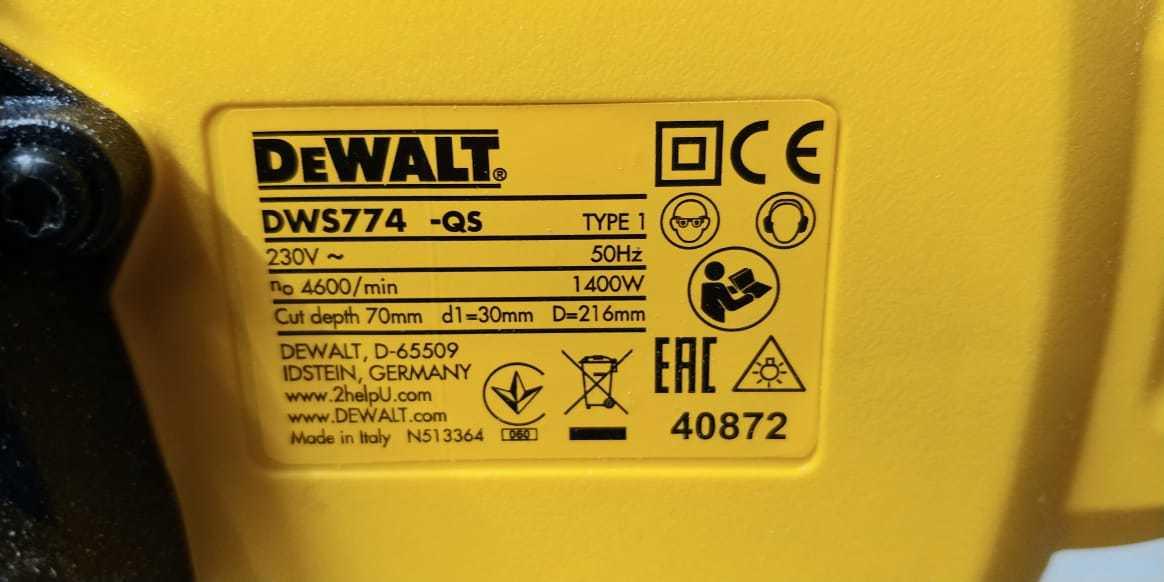 DEWALT®
DWS774 -QS TYPE 1
230V ~ 50Hz
n₀ 4600/min 1400W
Cut depth 70mm d1=30mm D=216mm
DEWALT, D-65509
IDSTEIN, GERMANY
www.2helpU.com
www.DEWALT.com
Made in Italy N513364
060
CE
EAC
40872